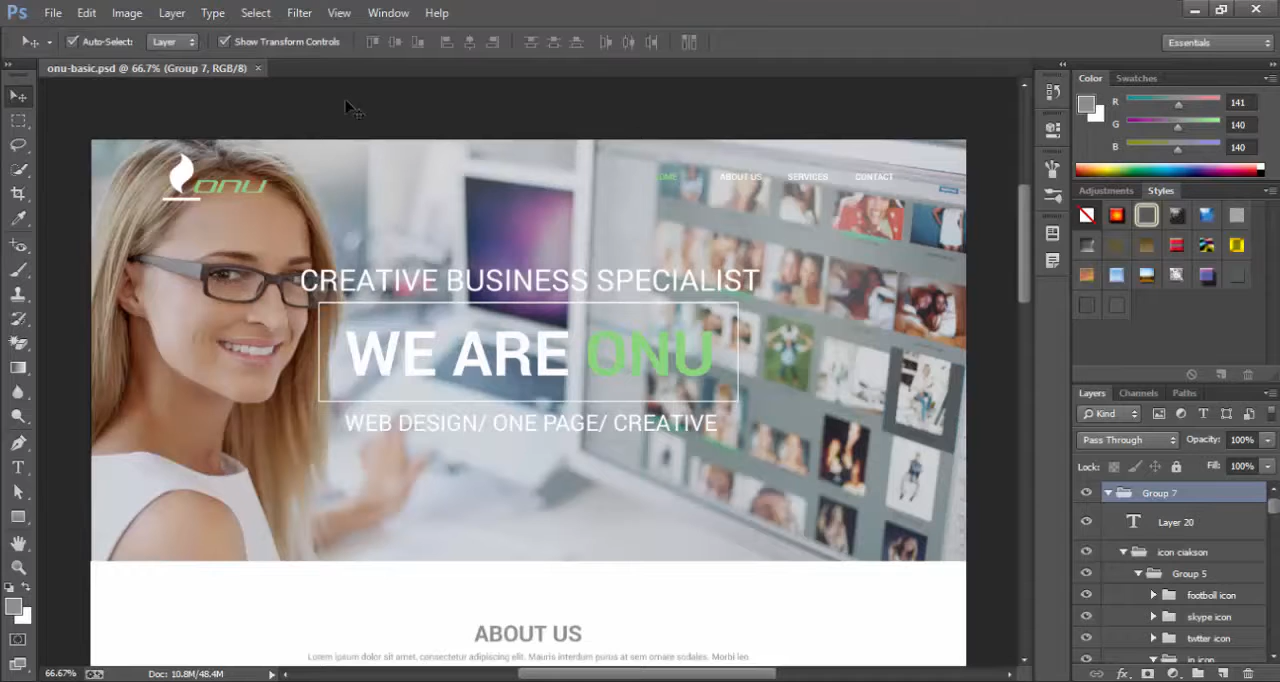 Ps File Edit Image Layer Type Select Filter View Window Help
Auto-Select: Layer Show Transform Controls Essentials
onu-basic.psd @ 66.7% (Group 7, RGB/8) ×
Color Swatches
R 141
G 140
B 140
Adjustments Styles
onu
ABOUT US SERVICES CONTACT
CREATIVE BUSINESS SPECIALIST
WE ARE ONU
WEB DESIGN/ ONE PAGE/ CREATIVE
ABOUT US
Lorem ipsum dolor sit amet, consectetur adipiscing elit. Mauris interdum purus at sem ornare sodales. Morbi leo
Layers Channels Paths
Kind
Pass Through Opacity: 100%
Lock: Fill: 100%
Group 7
T Layer 20
icon ciakson
Group 5
footboll icon
skype icon
twtter icon
in icon
66.67% Doc: 10.8M/48.4M